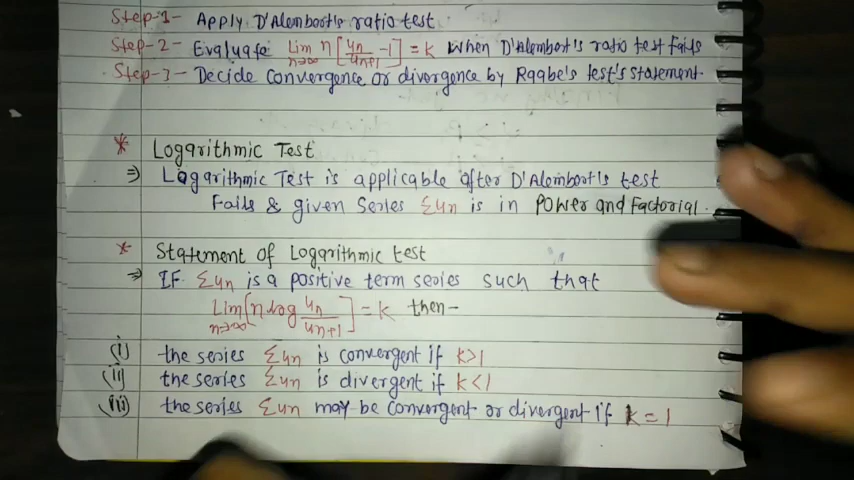 Step-1- Apply D'Alembert's ratio test
Step-2- Evaluate Lim n→∞ n[un/un+1 -1] = k when D'Alembert's ratio test Fails
Step-3- Decide convergence or divergence by Raabe's test's statement.
* Logarithmic Test
⇒ Logarithmic Test is applicable after D'Alembert's test
Fails & given Series Σun is in Power and Factorial.
* Statement of Logarithmic test
⇒ IF Σun is a positive term series such that
Lim n→∞ [n log un/un+1] = k then-
(i) the series Σun is convergent if k>1
(ii) the series Σun is divergent if k<1
(iii) the series Σun may be convergent or divergent if k=1